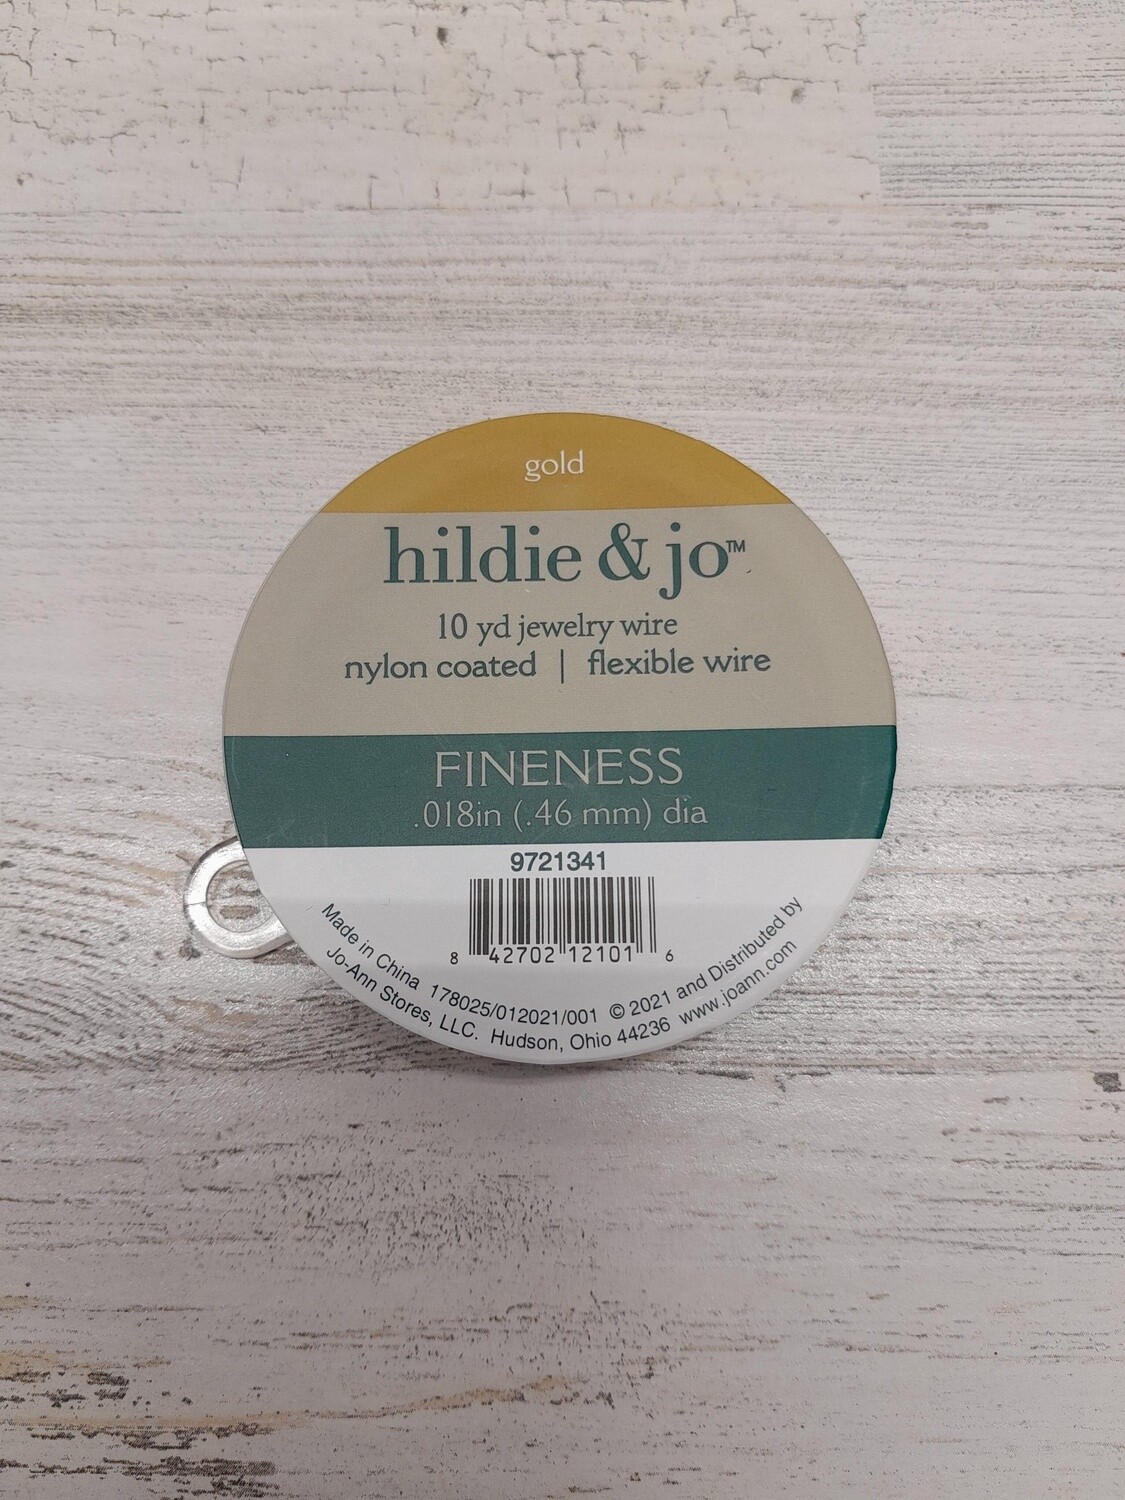 gold
hildie & jo™
10 yd jewelry wire
nylon coated | flexible wire
FINENESS
.018in (.46 mm) dia
9721341
8 42702 12101 6
Made in China 178025/012021/001 © 2021 and Distributed by
Jo-Ann Stores, LLC. Hudson, Ohio 44236 www.joann.com